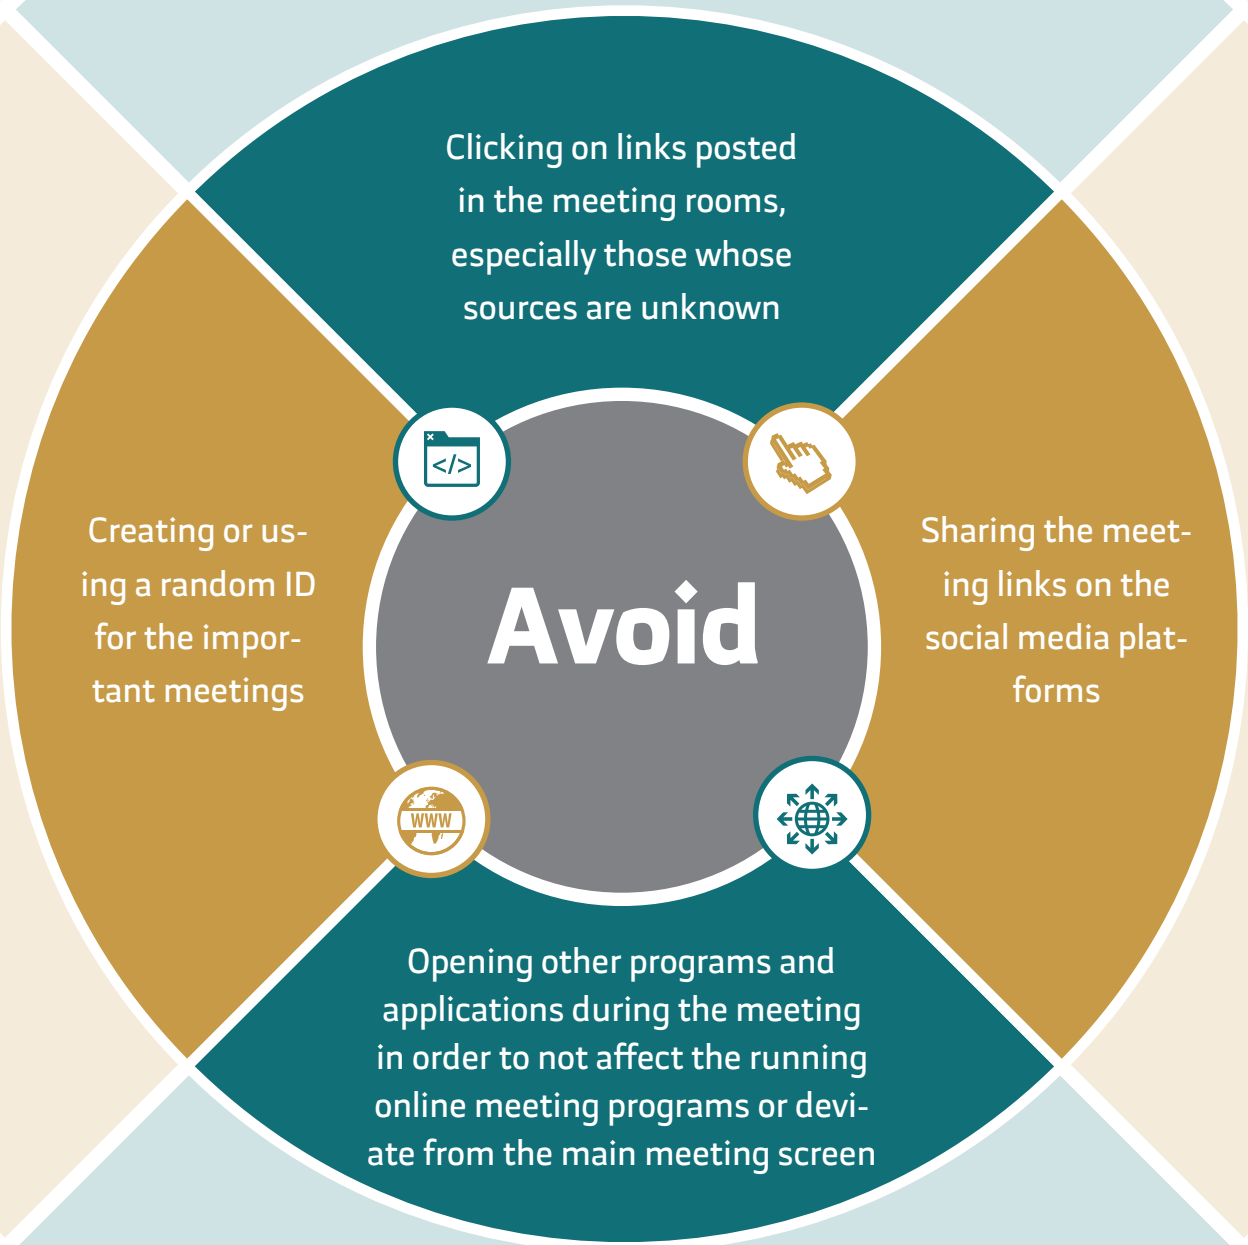 Clicking on links posted
in the meeting rooms,
especially those whose
sources are unknown
</>
Creating or us-
ing a random ID
for the impor-
tant meetings
Avoid
Sharing the meet-
ing links on the
social media plat-
forms
WWW
Opening other programs and
applications during the meeting
in order to not affect the running
online meeting programs or devi-
ate from the main meeting screen